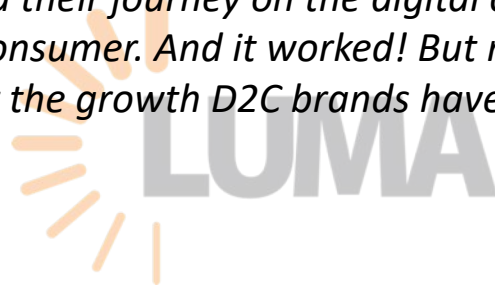 their journey on the digital
onsumer. And it worked! But
the growth D2C brands have
LUMA